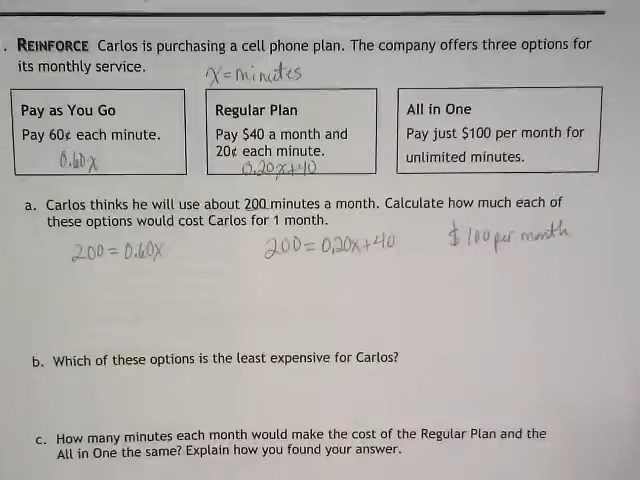 . REINFORCE Carlos is purchasing a cell phone plan. The company offers three options for
its monthly service.
x = minutes
Pay as You Go
Pay 60¢ each minute.
0.60x
Regular Plan
Pay $40 a month and
20¢ each minute.
0.20x+40
All in One
Pay just $100 per month for
unlimited minutes.
a. Carlos thinks he will use about 200 minutes a month. Calculate how much each of
these options would cost Carlos for 1 month.
200 = 0.60x
200 = 0.20x+40
$100 per month
b. Which of these options is the least expensive for Carlos?
c. How many minutes each month would make the cost of the Regular Plan and the
All in One the same? Explain how you found your answer.